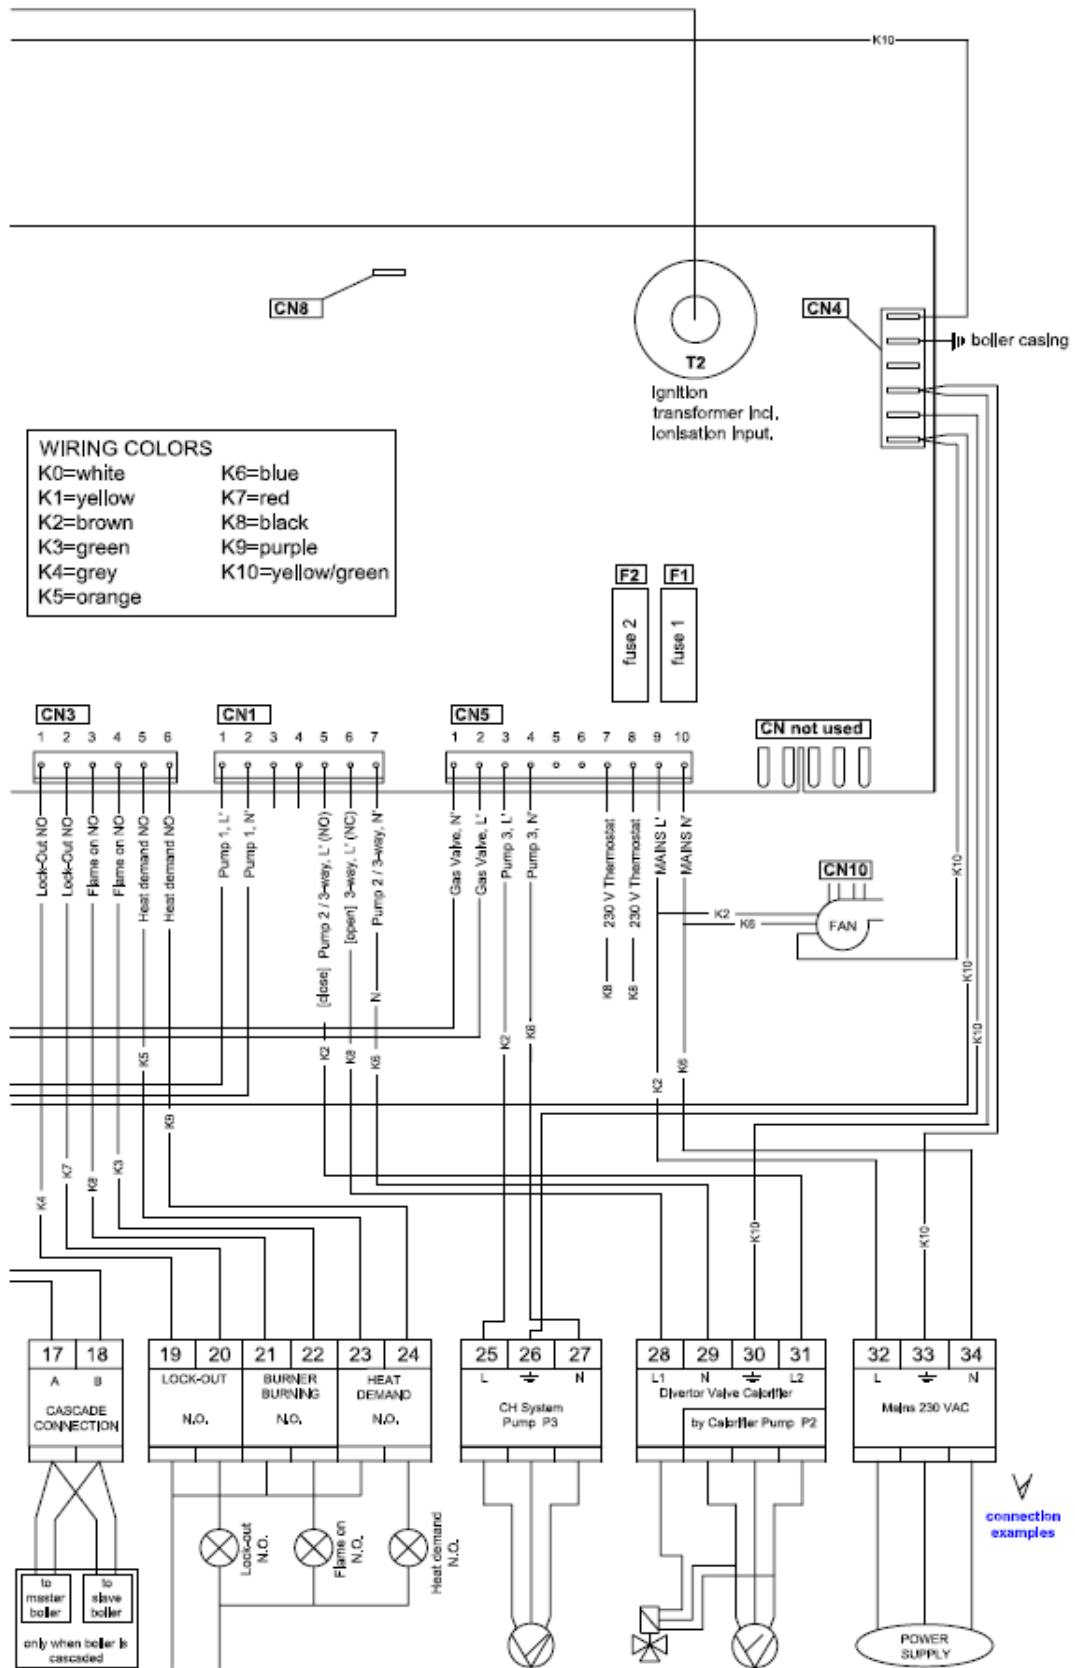 K10
CN8
CN4
boiler casing
T2
Ignition
transformer incl.
ionisation input.
WIRING COLORS
K0=white
K1=yellow
K2=brown
K3=green
K4=grey
K5=orange
K6=blue
K7=red
K8=black
K9=purple
K10=yellow/green
F2
F1
fuse 2
fuse 1
CN3
1 2 3 4 5 6
CN1
1 2 3 4 5 6 7
CN5
1 2 3 4 5 6 7 8 9 10
CN not used
Lock-Out NO
Lock-Out NO
Flame on NO
Flame on NO
Heat demand NO
Heat demand NO
Pump 1, L'
Pump 1, N'
[close] Pump 2 / 3-way, L' (NO)
[open] 3-way, L' (NC)
N Pump 2 / 3-way, N'
Gas Valve, N'
Gas Valve, L'
Pump 3, L'
Pump 3, N'
230 V Thermostat
230 V Thermostat
MAINS L'
MAINS N'
CN10
FAN
K2
K6
K10
K8
K8
K10
K10
K5
K2
K8
K6
K2
K6
K2
K6
K4
K7
K8
K3
K10
K10
17 18
A B
CASCADE
CONNECTION
19 20 21 22 23 24
LOCK-OUT
N.O.
BURNER
BURNING
N.O.
HEAT
DEMAND
N.O.
25 26 27
L N
CH System
Pump P3
28 29 30 31
L1 N L2
Divertor Valve Calorifier
by Calorifier Pump P2
32 33 34
L N
Mains 230 VAC
connection
examples
Lock-out
N.O.
Flame on
N.O.
Heat demand
N.O.
to
master
boiler
to
slave
boiler
only when boiler is
cascaded
POWER
SUPPLY